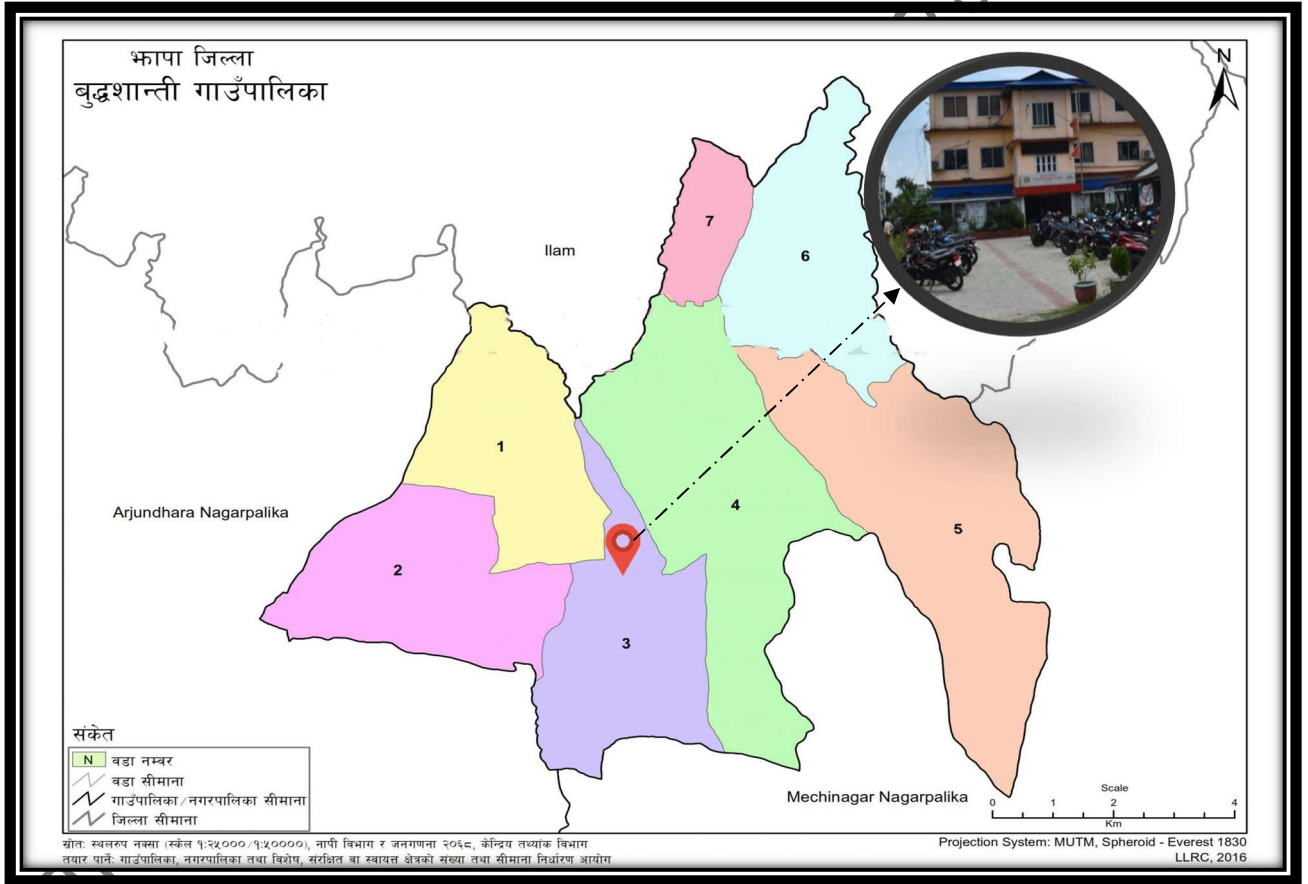 झापा जिल्ला
बुद्धशान्ती गाउँपालिका
N
7
6
Ilam
1
Arjundhara Nagarpalika
4
5
2
3
संकेत
N वडा नम्बर
वडा सीमाना
गाउँपालिका/नगरपालिका सीमाना
जिल्ला सीमाना
Mechinagar Nagarpalika
Scale
0 1 2 4
Km
स्रोतः स्थलरुप नक्सा (स्केल १:२५००० ⁄१:५००००), नापी विभाग र जनगणना २०६८, केन्द्रिय तथ्यांक विभाग
तयार पार्नेः गाउँपालिका, नगरपालिका तथा विशेष, संरक्षित वा स्वायत्त क्षेत्रको संख्या तथा सीमाना निर्धारण आयोग
Projection System: MUTM, Spheroid - Everest 1830
LLRC, 2016